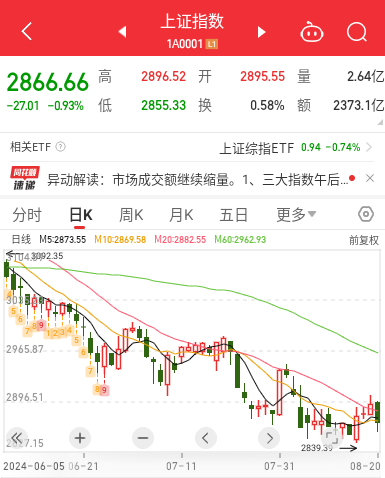 上证指数
1A0001 L1
2866.66 高 2896.52 开 2895.55 量 2.64亿
-27.01 -0.93% 低 2855.33 换 0.58% 额 2373.1亿
相关ETF ? 上证综指ETF 0.94 -0.74%
同花顺
速递
异动解读：市场成交额继续缩量。1、三大指数午后...
分时 日K 周K 月K 五日 更多
日线 M5:2873.55 M10:2869.58 M20:2882.55 M60:2962.93 前复权
3092.35
2965.87
2896.51
2839.39
2024-06-05 06-21 07-11 07-31 08-20